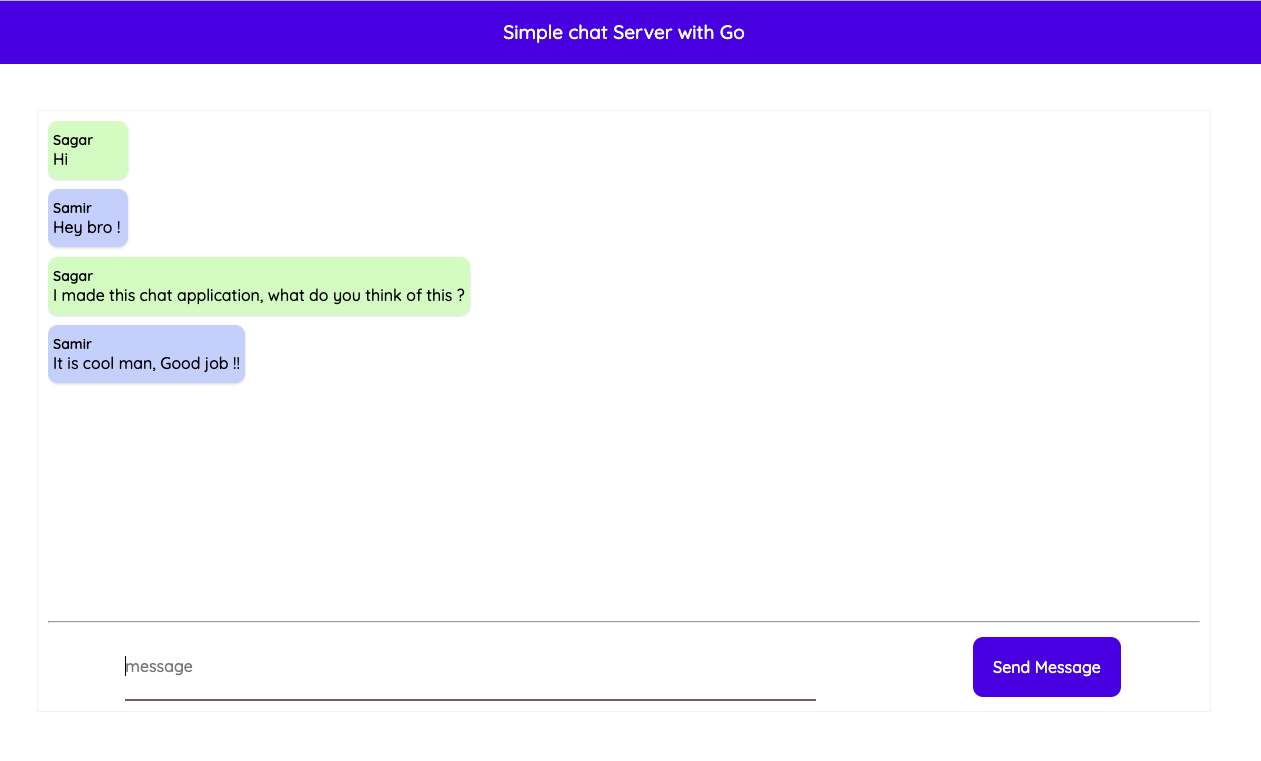 Simple chat Server with Go
Sagar
Hi
Samir
Hey bro !
Sagar
I made this chat application, what do you think of this ?
Samir
It is cool man, Good job !!
message
Send Message